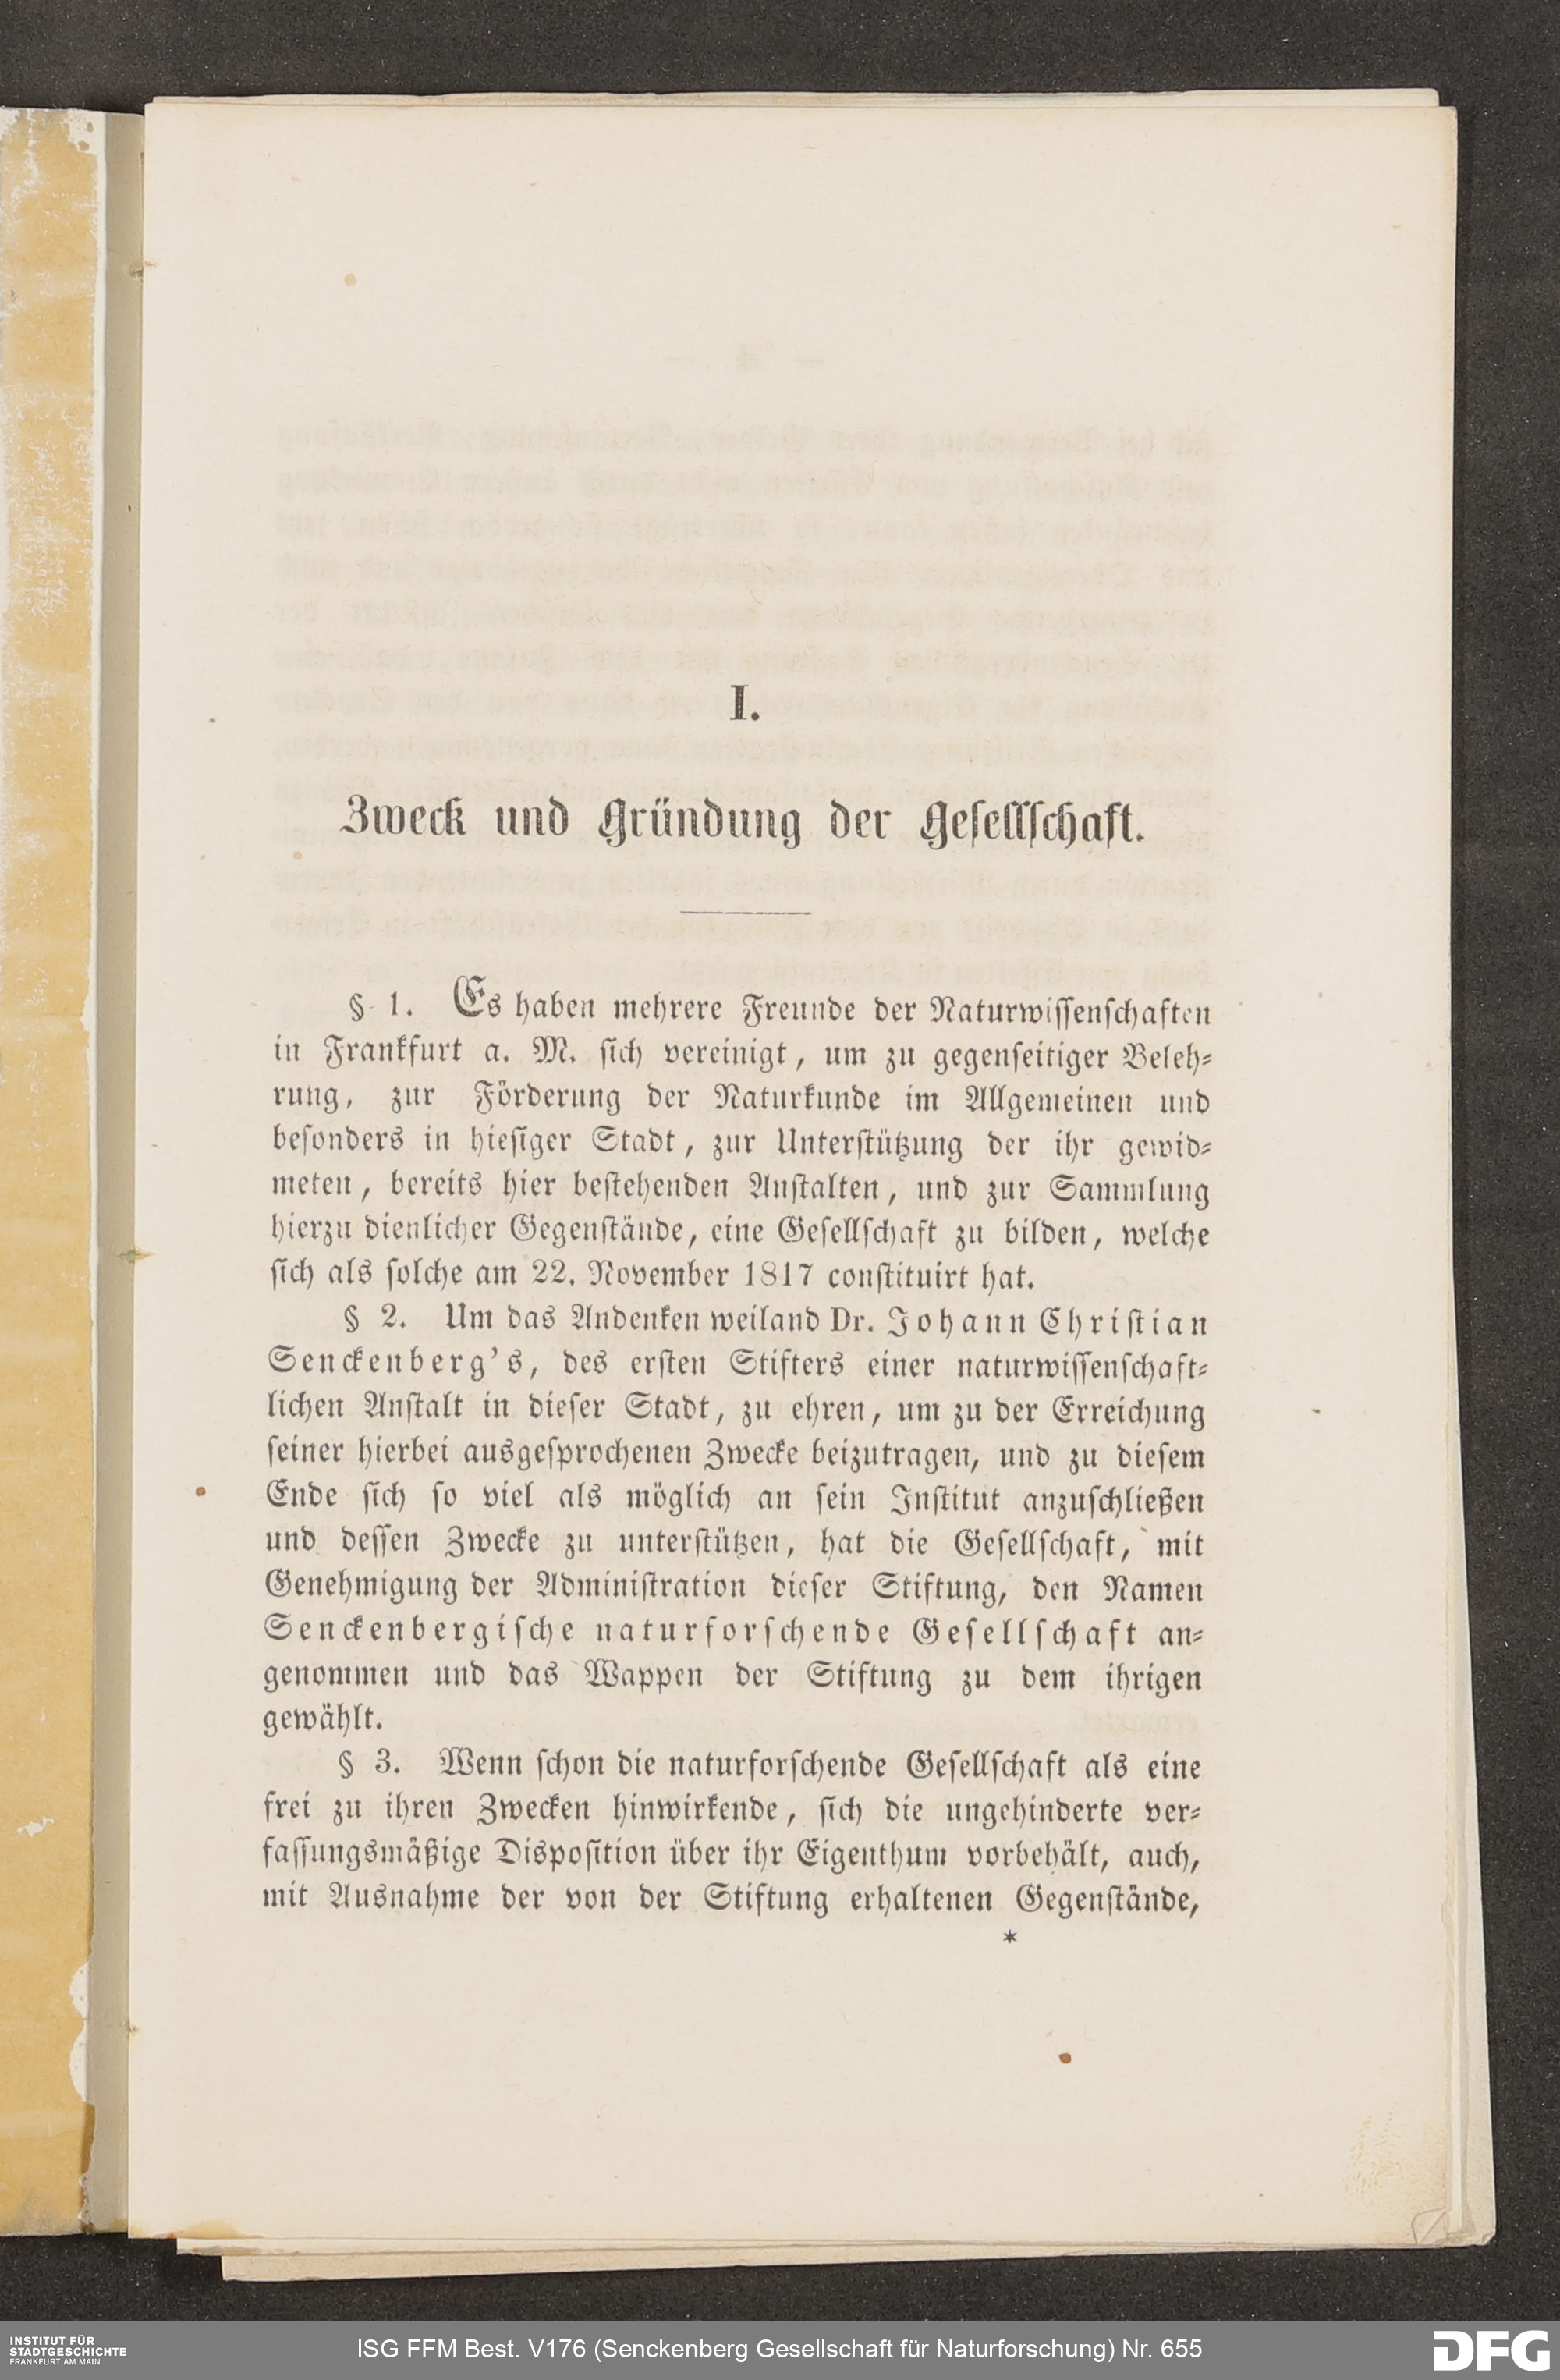 I.
Zweck und Gründung der Gesellschaft.
§ 1. Es haben mehrere Freunde der Naturwissenschaften
in Frankfurt a. M. sich vereinigt, um zu gegenseitiger Beleh-
rung, zur Förderung der Naturkunde im Allgemeinen und
besonders in hiesiger Stadt, zur Unterstützung der ihr gewid-
meten, bereits hier bestehenden Anstalten, und zur Sammlung
hierzu dienlicher Gegenstände, eine Gesellschaft zu bilden, welche
sich als solche am 22. November 1817 constituirt hat.
§ 2. Um das Andenken weiland Dr. Johann Christian
Senckenberg's, des ersten Stifters einer naturwissenschaft-
lichen Anstalt in dieser Stadt, zu ehren, um zu der Erreichung
seiner hierbei ausgesprochenen Zwecke beizutragen, und zu diesem
Ende sich so viel als möglich an sein Institut anzuschließen
und dessen Zwecke zu unterstützen, hat die Gesellschaft, mit
Genehmigung der Administration dieser Stiftung, den Namen
Senckenbergische naturforschende Gesellschaft an-
genommen und das Wappen der Stiftung zu dem ihrigen
gewählt.
§ 3. Wenn schon die naturforschende Gesellschaft als eine
frei zu ihren Zwecken hinwirkende, sich die ungehinderte ver-
fassungsmäßige Disposition über ihr Eigenthum vorbehält, auch,
mit Ausnahme der von der Stiftung erhaltenen Gegenstände,
*
INSTITUT FÜR
STADTGESCHICHTE
FRANKFURT AM MAIN
ISG FFM Best. V176 (Senckenberg Gesellschaft für Naturforschung) Nr. 655
DFG